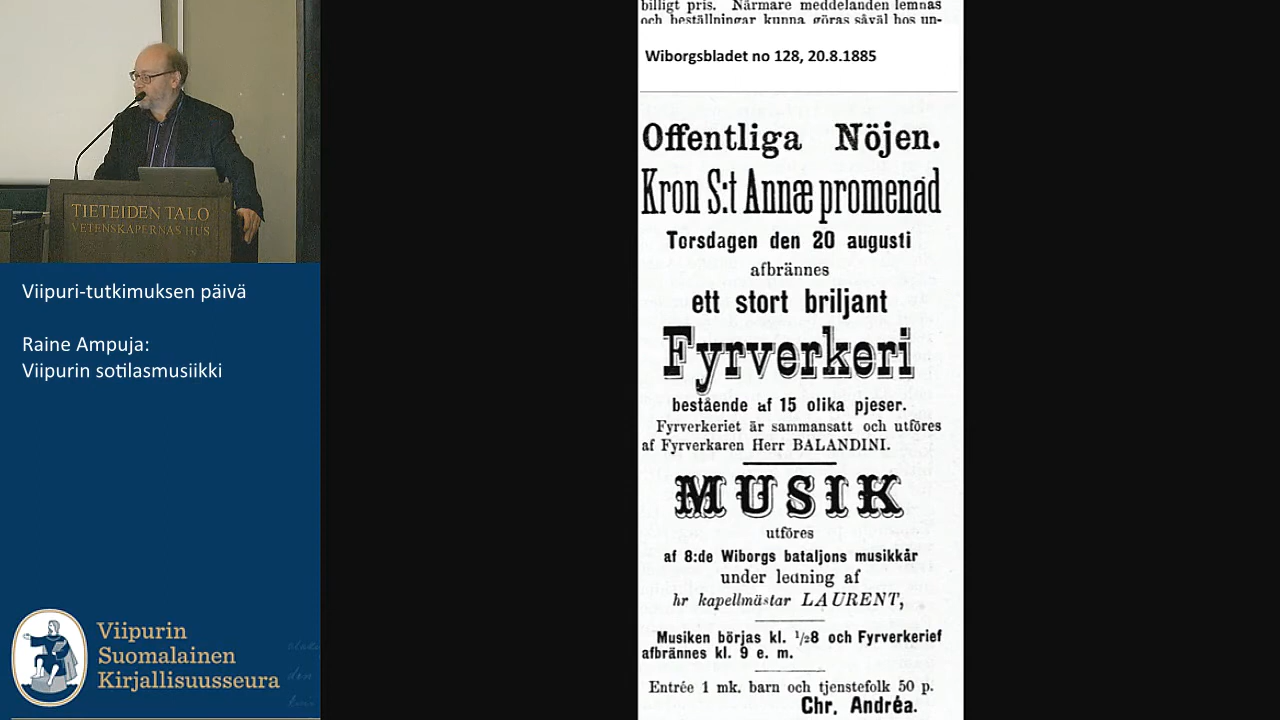 TIETEIDEN TALO
VETENSKAPERNAS HUS
Viipuri-tutkimuksen päivä
Raine Ampuja:
Viipurin sotilasmusiikki
Viipurin
Suomalainen
Kirjallisuusseura
billigt pris. Närmare meddelanden lemnas
och beställningar kunna göras såväl hos un-
Wiborgsbladet no 128, 20.8.1885
Offentliga Nöjen.
Kron S:t Annæ promenad
Torsdagen den 20 augusti
afbrännes
ett stort briljant
Fyrverkeri
bestående af 15 olika pjeser.
Fyrverkeriet är sammansatt och utföres
af Fyrverkaren Herr BALANDINI.
MUSIK
utföres
af 8:de Wiborgs bataljons musikkår
under ledning af
hr kapellmästar LAURENT,
Musiken börjas kl. ½8 och Fyrverkerief
afbrännes kl. 9 e. m.
Entrée 1 mk, barn och tjenstefolk 50 p.
Chr. Andréa.